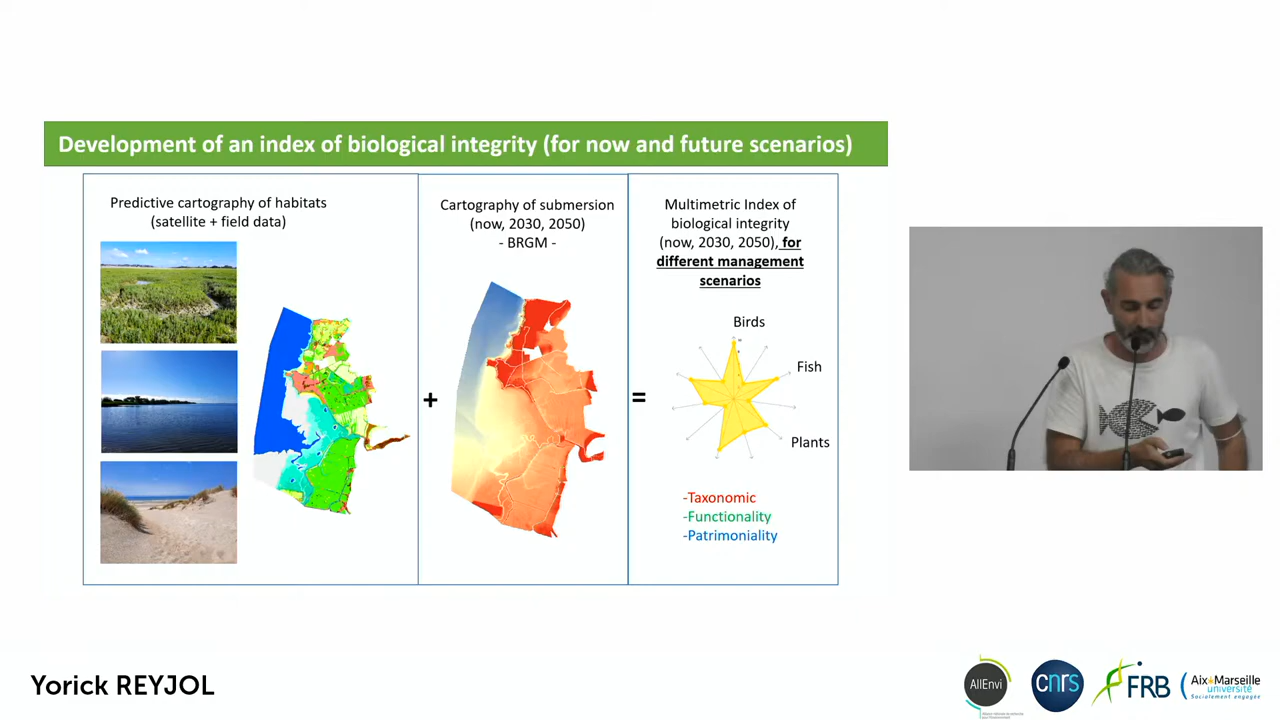 Development of an index of biological integrity (for now and future scenarios)
Predictive cartography of habitats
(satellite + field data)
+
Cartography of submersion
(now, 2030, 2050)
- BRGM -
=
Multimetric Index of
biological integrity
(now, 2030, 2050), for
different management
scenarios
Birds
Fish
Plants
-Taxonomic
-Functionality
-Patrimoniality
Yorick REYJOL
AllEnvi
cnrs
FRB
Aix Marseille
université
Socialement engagée